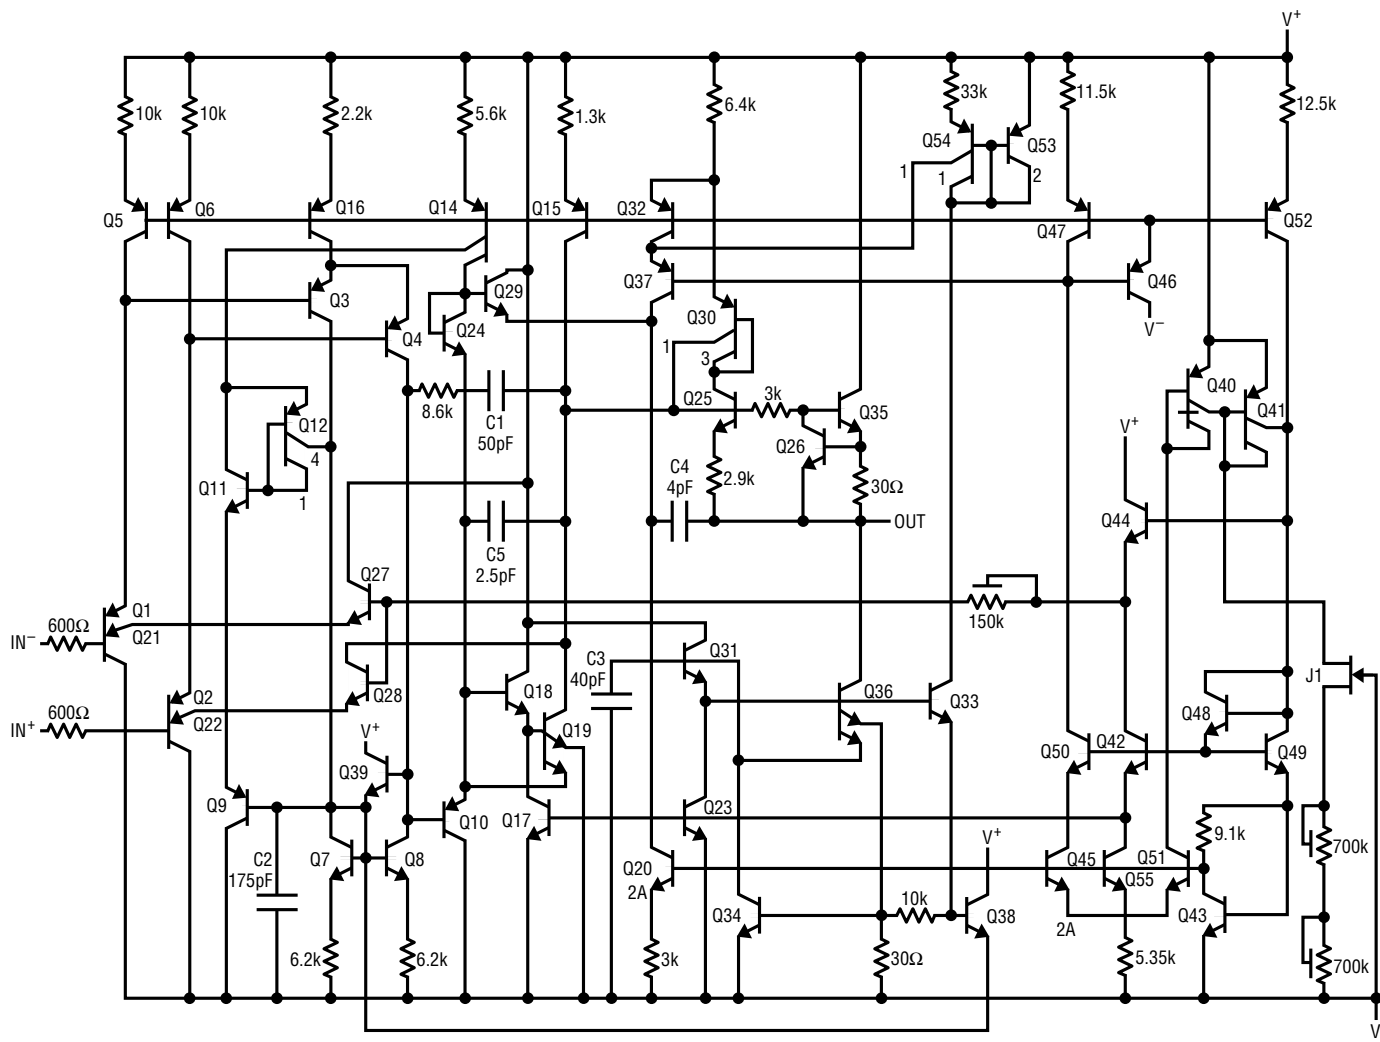 V+
10k
10k
2.2k
5.6k
1.3k
6.4k
33k
11.5k
12.5k
Q54
Q53
1
1
2
Q5
Q6
Q16
Q14
Q15
Q32
Q47
Q52
Q3
Q29
Q37
Q46
Q4
Q24
Q30
V−
1
3
Q40
Q41
8.6k
C1
50pF
Q25
3k
Q35
Q12
4
Q26
V+
Q11
1
C4
4pF
2.9k
30Ω
OUT
Q44
C5
2.5pF
Q27
150k
Q1
Q21
600Ω
IN−
Q31
C3
40pF
J1
Q2
Q22
Q28
Q18
Q36
Q33
Q48
600Ω
IN+
V+
Q19
Q50
Q42
Q49
Q39
Q9
Q10
Q17
Q23
V+
9.1k
700k
Q7
Q8
C2
175pF
Q20
2A
Q45
Q51
Q55
10k
Q34
Q38
2A
Q43
6.2k
6.2k
3k
30Ω
5.35k
700k
V